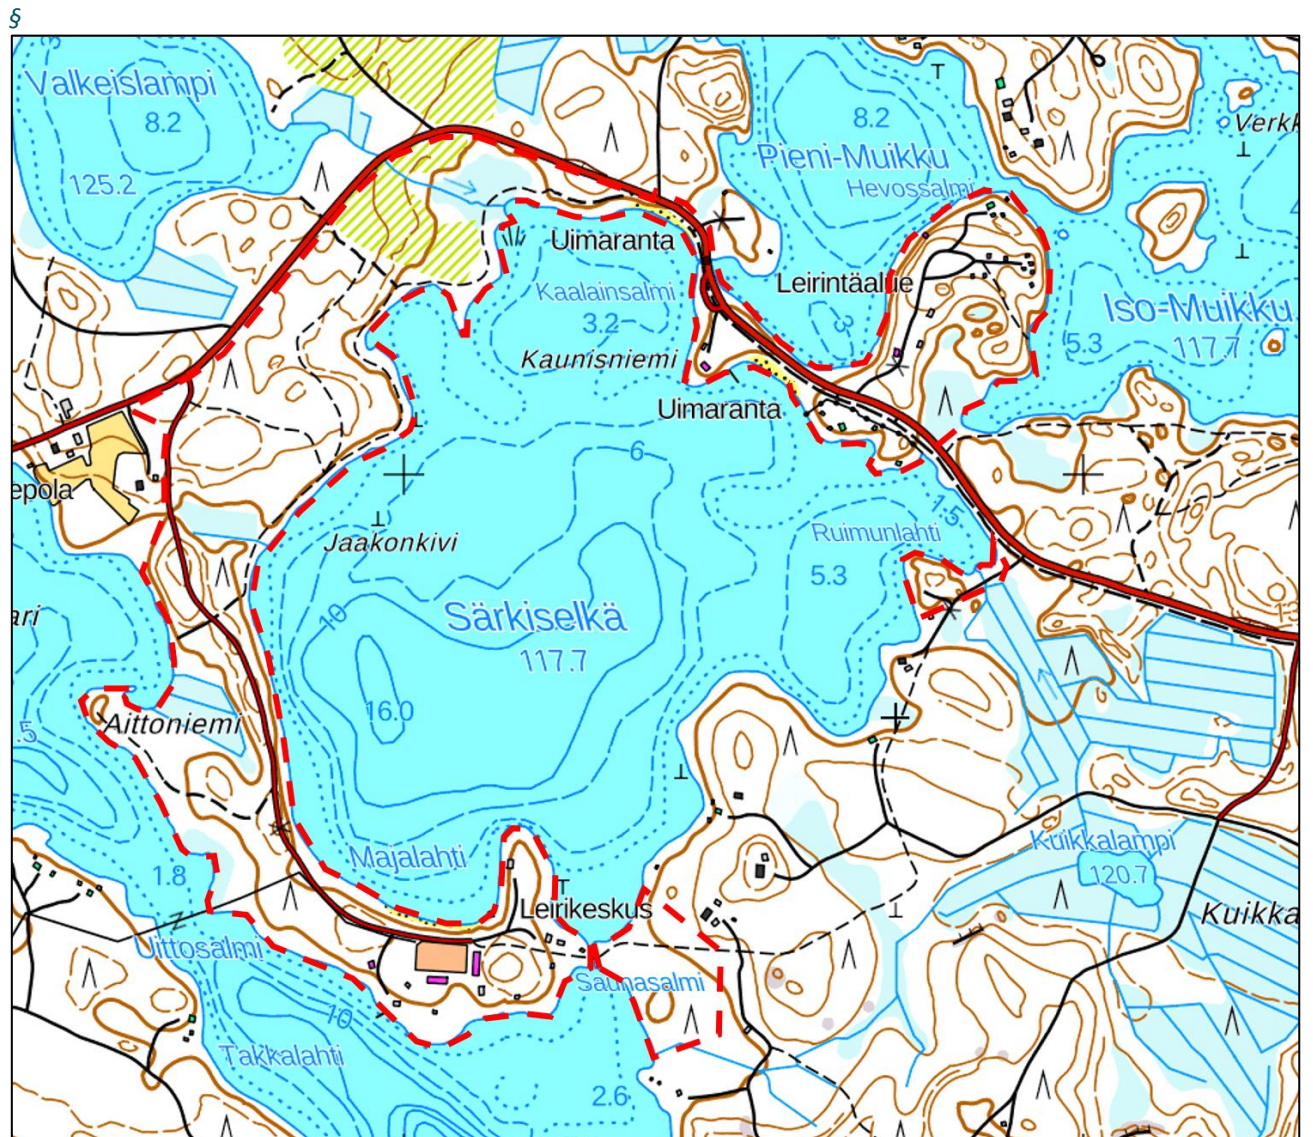 §
Valkeislampi
8.2
125.2
8.2
Pieni-Muikku
Hevossalmi
Uimaranta
Leirintäalue
Kaalainsalmi
3.2
3
Iso-Muikku
5.3
117.7
Kaunisniemi
Uimaranta
6
epola
1.5
Jaakonkivi
Ruimunlahti
5.3
10
Särkiselkä
117.7
ari
16.0
Aittoniemi
.5
Majalahti
1.8
Kuikkalampi
120.7
Leirikeskus
Kuikka
Uittosalmi
Saunasalmi
10
Takkalahti
2.6